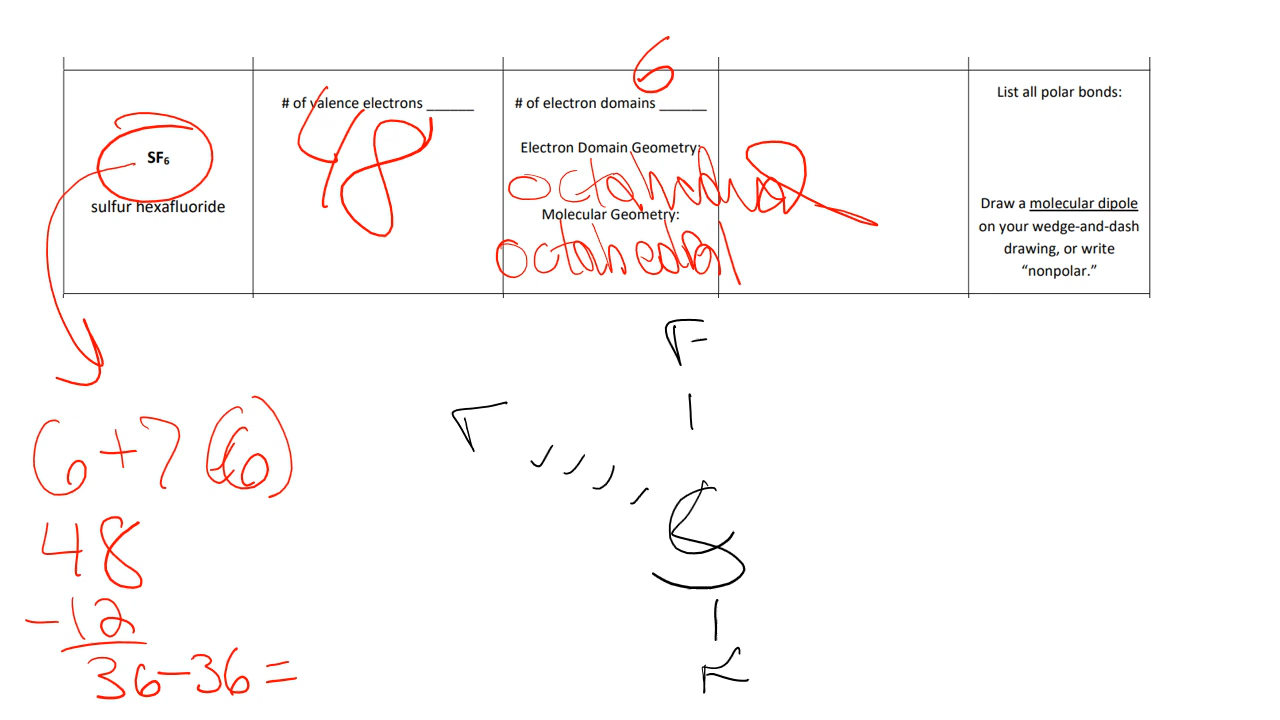 6
# of valence electrons ______
# of electron domains ______
List all polar bonds:
48
SF₆
Electron Domain Geometry:
octahedral
sulfur hexafluoride
Molecular Geometry:
octahedral
Draw a molecular dipole
on your wedge-and-dash
drawing, or write
“nonpolar.”
F
F
6+7(6)
48
S
-12
36-36=
F